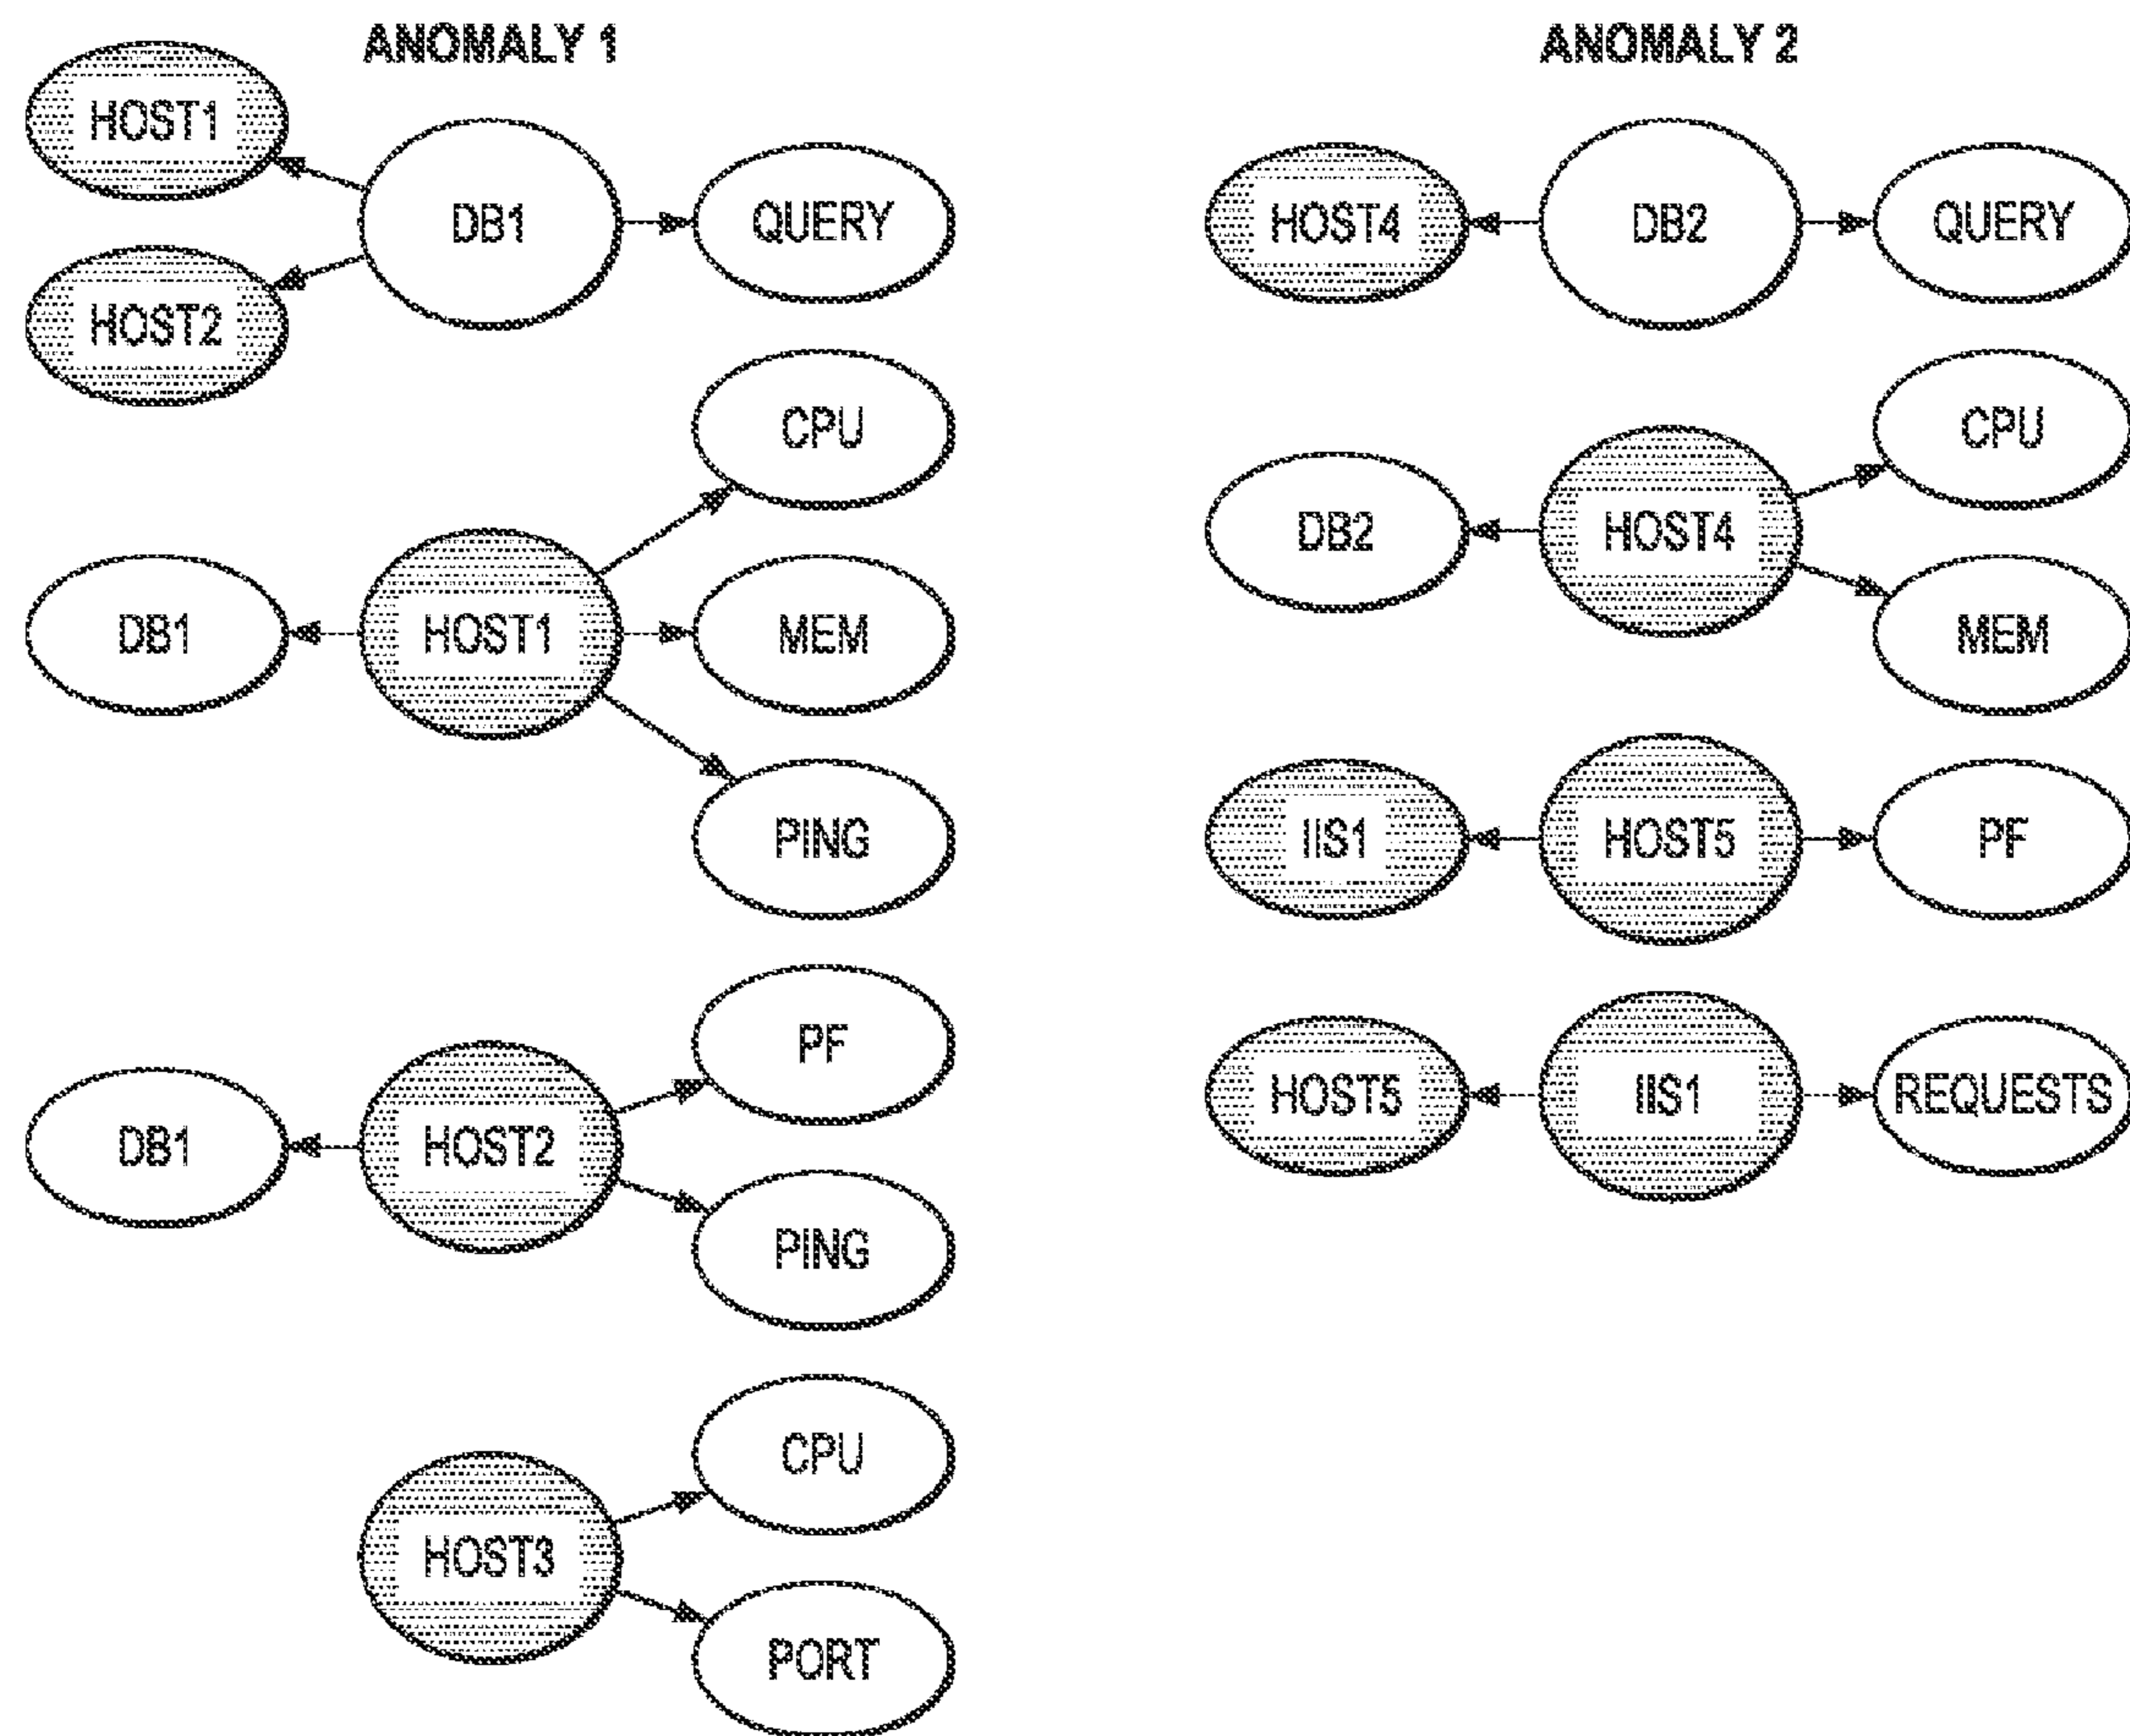 ANOMALY 1
HOST1
DB1
QUERY
HOST2
CPU
DB1
HOST1
MEM
PING
PF
DB1
HOST2
PING
CPU
HOST3
PORT
ANOMALY 2
HOST4
DB2
QUERY
CPU
DB2
HOST4
MEM
IIS1
HOST5
PF
HOST5
IIS1
REQUESTS